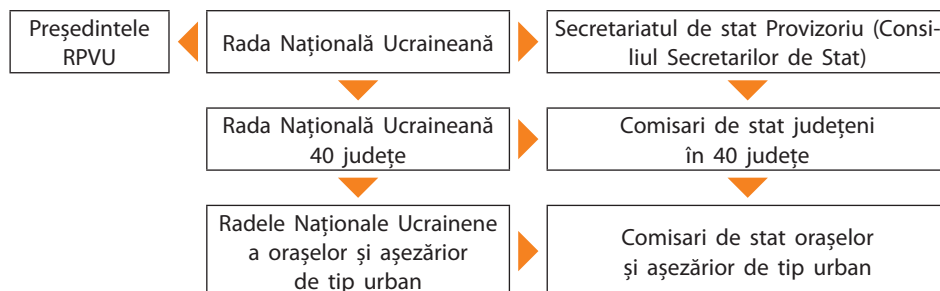 Președintele
RPVU
Rada Națională Ucraineană
Secretariatul de stat Provizoriu (Consi-
liul Secretarilor de Stat)
Rada Națională Ucraineană
40 județe
Comisari de stat județeni
în 40 județe
Radele Naționale Ucrainene
a orașelor și așezărior
de tip urban
Comisari de stat orașelor
și așezărior de tip urban